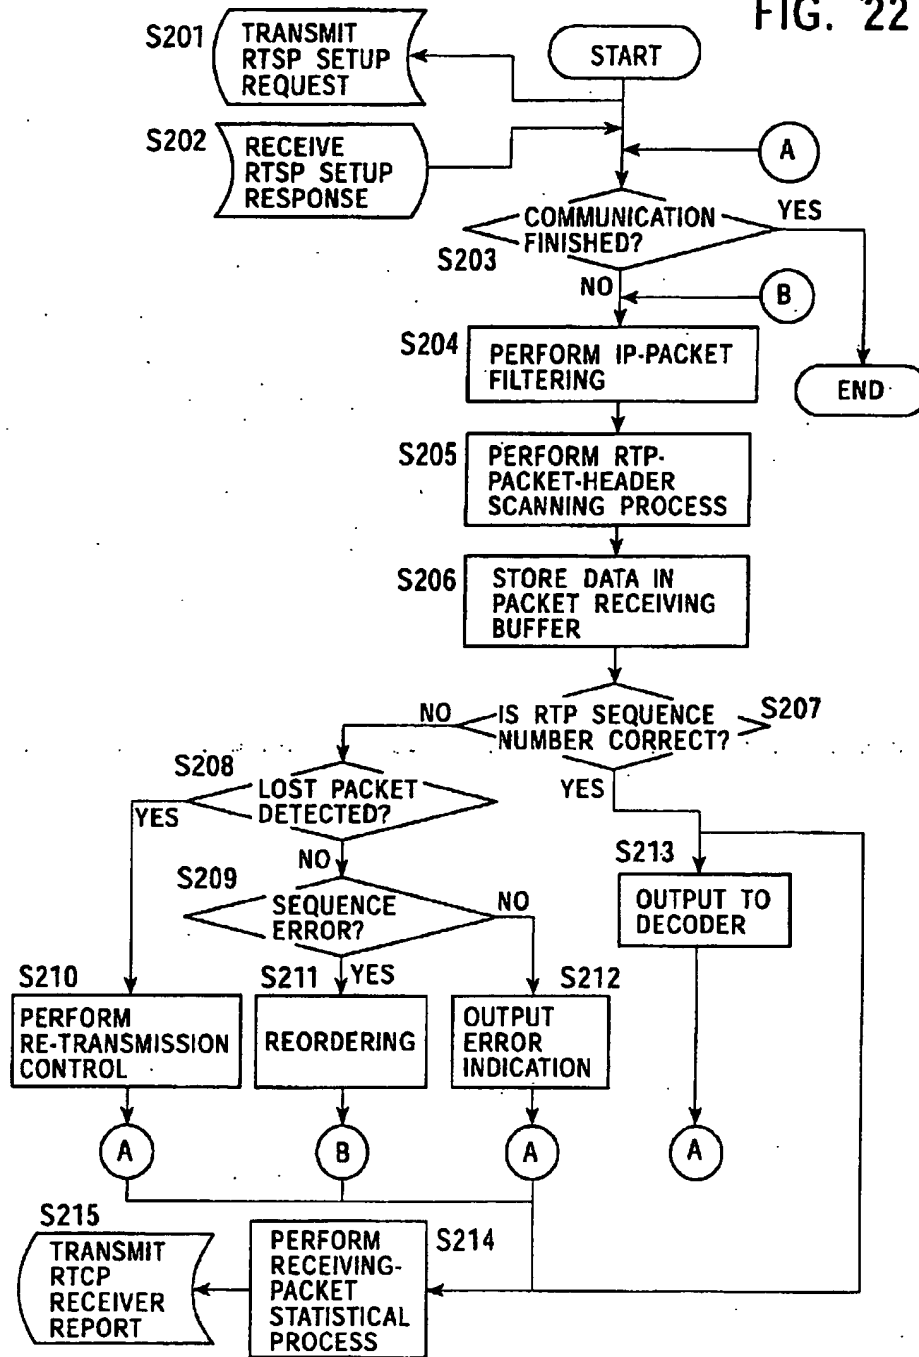 FIG. 22
S201
TRANSMIT
RTSP SETUP
REQUEST
START
S202
RECEIVE
RTSP SETUP
RESPONSE
A
COMMUNICATION
FINISHED?
YES
S203
NO
B
S204
PERFORM IP-PACKET
FILTERING
END
S205
PERFORM RTP-
PACKET-HEADER
SCANNING PROCESS
S206
STORE DATA IN
PACKET RECEIVING
BUFFER
NO
IS RTP SEQUENCE
NUMBER CORRECT?
S207
YES
S208
LOST PACKET
DETECTED?
YES
NO
S209
SEQUENCE
ERROR?
NO
S213
OUTPUT TO
DECODER
S210
PERFORM
RE-TRANSMISSION
CONTROL
S211
YES
REORDERING
S212
OUTPUT
ERROR
INDICATION
A
B
A
A
S215
TRANSMIT
RTCP
RECEIVER
REPORT
PERFORM
RECEIVING-
PACKET
STATISTICAL
PROCESS
S214